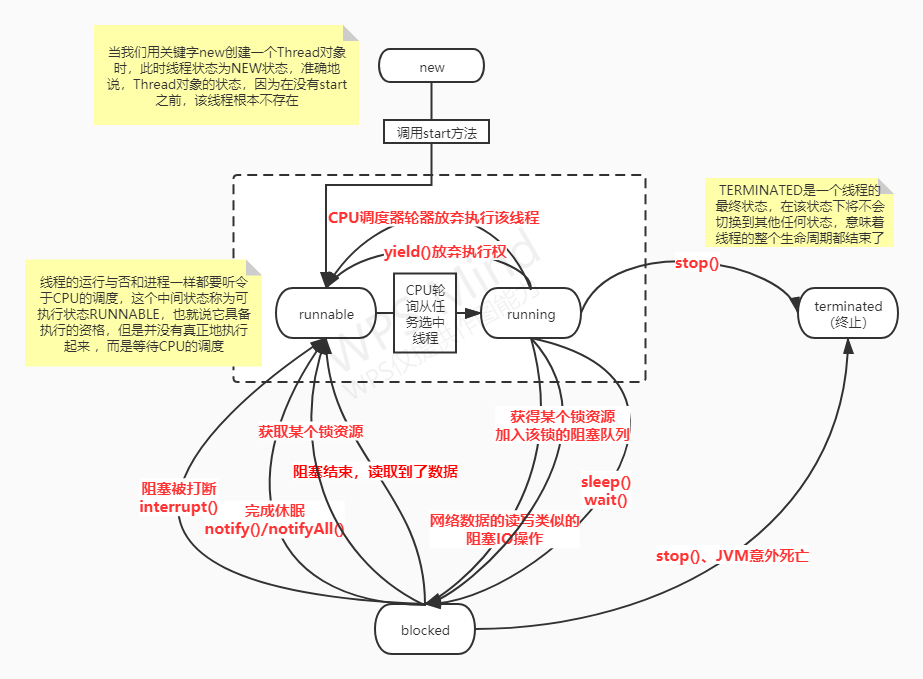 当我们用关键字new创建一个Thread对象
时，此时线程状态为NEW状态，准确地
说，Thread对象的状态，因为在没有start
之前，该线程根本不存在
new
调用start方法
TERMINATED是一个线程的
最终状态，在该状态下将不会
切换到其他任何状态，意味着
线程的整个生命周期都结束了
CPU调度器轮器放弃执行该线程
yield()放弃执行权
stop()
线程的运行与否和进程一样都要听令
于CPU的调度，这个中间状态称为可
执行状态RUNNABLE，也就说它具备
执行的资格，但是并没有真正地执行
起来 ，而是等待CPU的调度
runnable
CPU轮
询从任
务选中
线程
running
terminated
（终止）
获取某个锁资源
获得某个锁资源
加入该锁的阻塞队列
阻塞结束，读取到了数据
阻塞被打断
interrupt()
完成休眠
notify()/notifyAll()
sleep()
wait()
网络数据的读写类似的
阻塞IO操作
stop()、JVM意外死亡
blocked